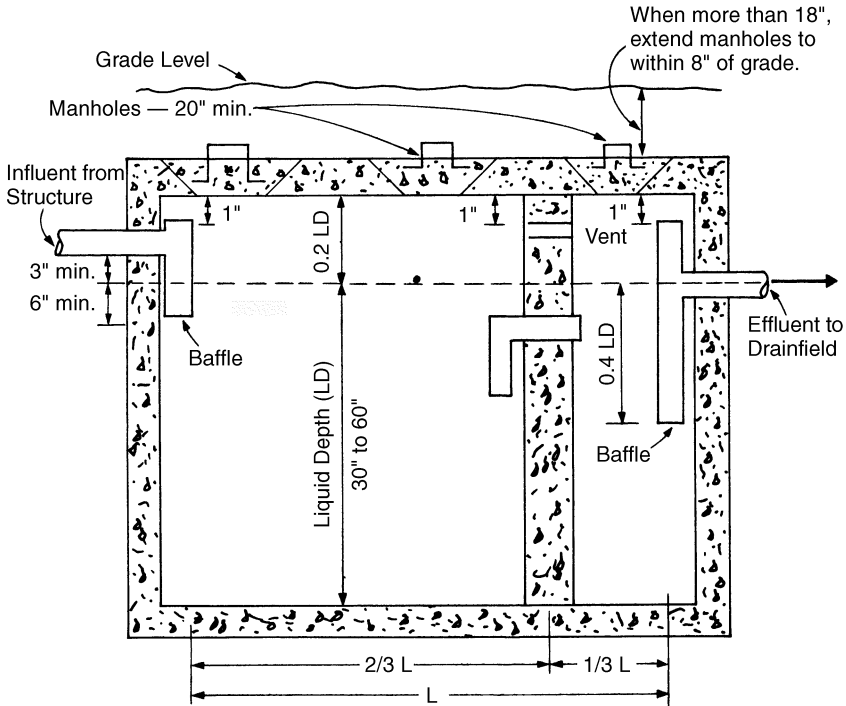 When more than 18",
extend manholes to
within 8" of grade.
Grade Level
Manholes — 20" min.
Influent from
Structure
1"
1"
1"
0.2 LD
Vent
3" min.
6" min.
Baffle
0.4 LD
Effluent to
Drainfield
Liquid Depth (LD)
30" to 60"
Baffle
2/3 L
1/3 L
L